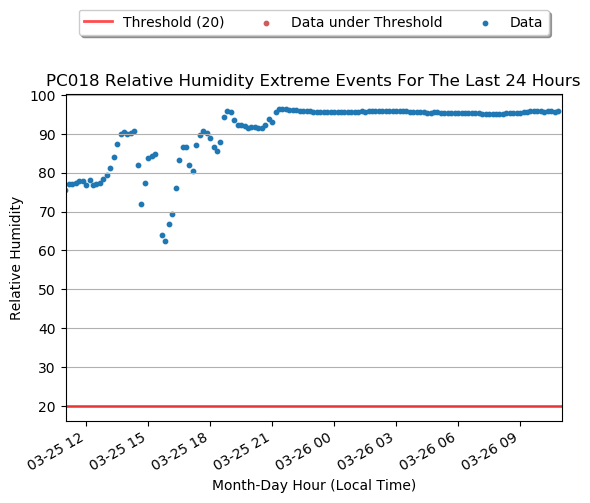 Threshold (20) Data under Threshold Data
PC018 Relative Humidity Extreme Events For The Last 24 Hours
100
90
80
70
60
50
40
30
20
Relative Humidity
03-25 12 03-25 15 03-25 18 03-25 21 03-26 00 03-26 03 03-26 06 03-26 09
Month-Day Hour (Local Time)